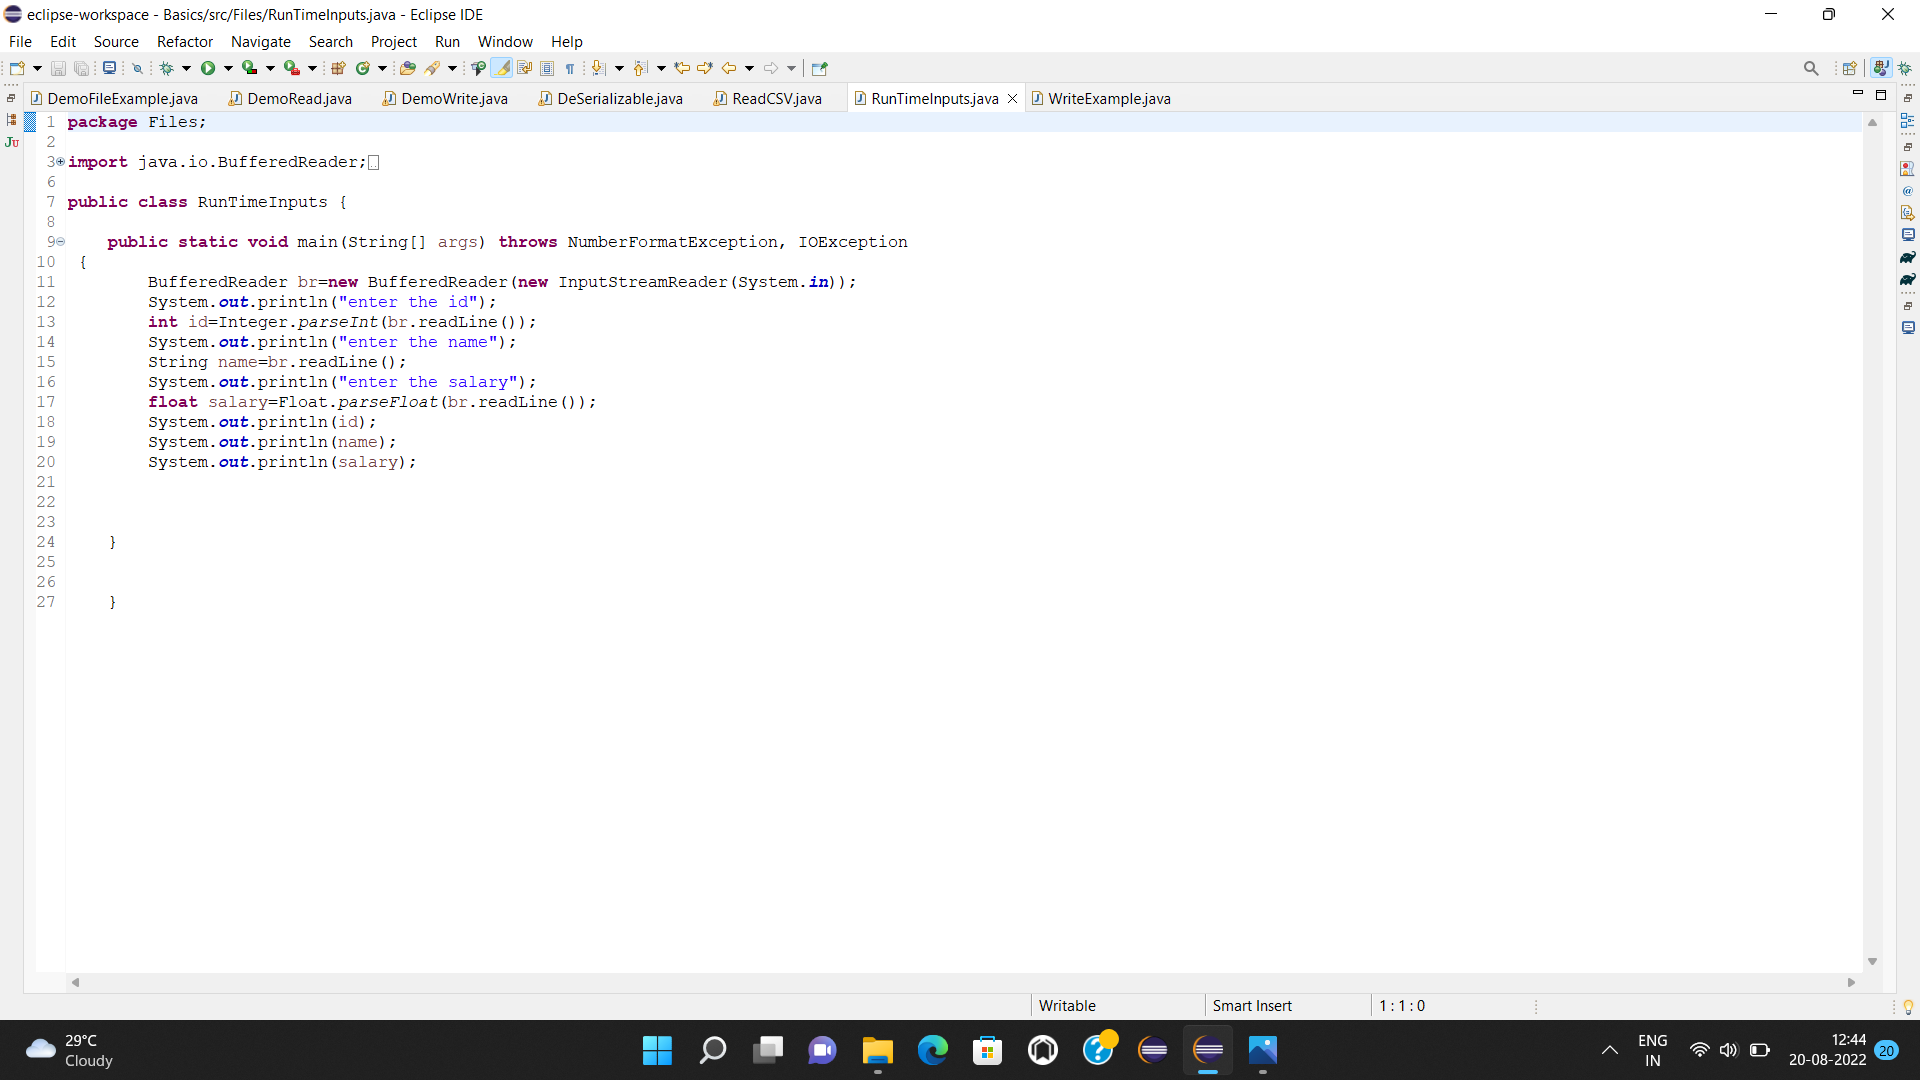 eclipse-workspace - Basics/src/Files/RunTimeInputs.java - Eclipse IDE
File Edit Source Refactor Navigate Search Project Run Window Help
DemoFileExample.java DemoRead.java DemoWrite.java DeSerializable.java ReadCSV.java RunTimeInputs.java WriteExample.java
1 package Files;
2
3 import java.io.BufferedReader;
6
7 public class RunTimeInputs {
8
9 public static void main(String[] args) throws NumberFormatException, IOException
10 {
11 BufferedReader br=new BufferedReader(new InputStreamReader(System.in));
12 System.out.println("enter the id");
13 int id=Integer.parseInt(br.readLine());
14 System.out.println("enter the name");
15 String name=br.readLine();
16 System.out.println("enter the salary");
17 float salary=Float.parseFloat(br.readLine());
18 System.out.println(id);
19 System.out.println(name);
20 System.out.println(salary);
21
22
23
24 }
25
26
27 }
Writable Smart Insert 1 : 1 : 0
29°C
Cloudy
ENG
IN
12:44
20-08-2022
20